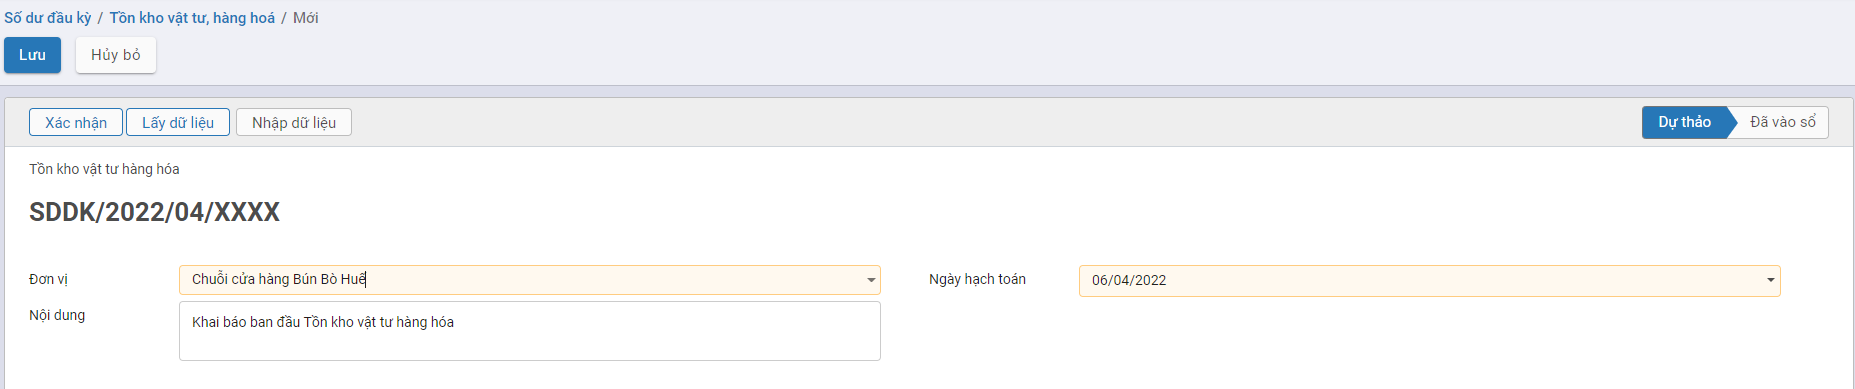 Số dư đầu kỳ / Tồn kho vật tư, hàng hoá / Mới
Lưu Hủy bỏ
Xác nhận Lấy dữ liệu Nhập dữ liệu Dự thảo Đã vào sổ
Tồn kho vật tư hàng hóa
SDDK/2022/04/XXXX
Đơn vị Chuỗi cửa hàng Bún Bò Huế Ngày hạch toán 06/04/2022
Nội dung Khai báo ban đầu Tồn kho vật tư hàng hóa